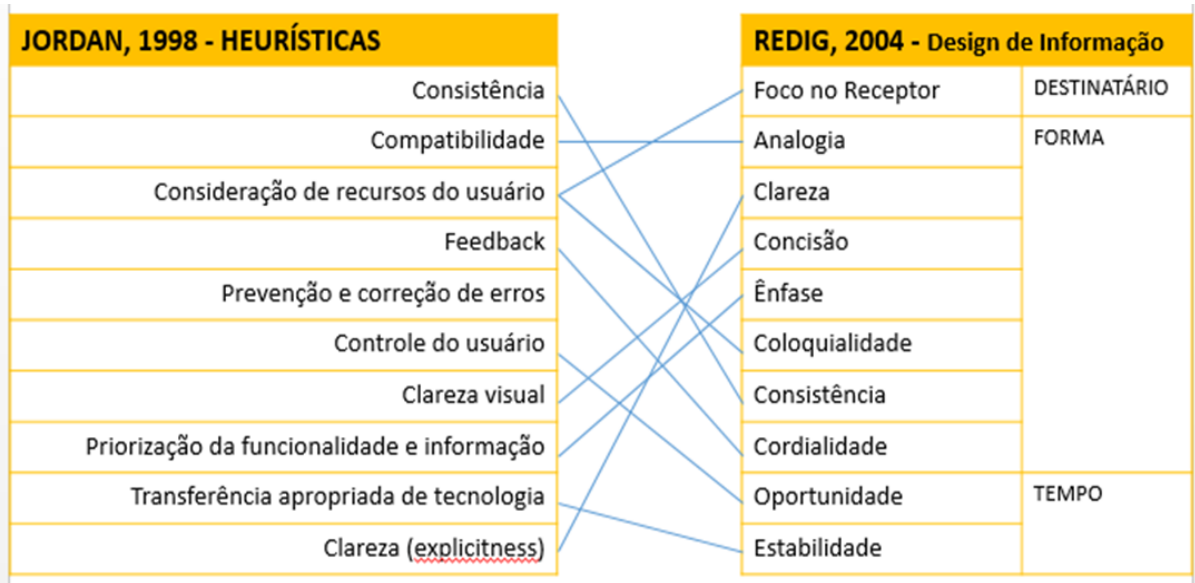 JORDAN, 1998 - HEURÍSTICAS
Consistência
Compatibilidade
Consideração de recursos do usuário
Feedback
Prevenção e correção de erros
Controle do usuário
Clareza visual
Priorização da funcionalidade e informação
Transferência apropriada de tecnologia
Clareza (explicitness)
REDIG, 2004 - Design de Informação
Foco no Receptor DESTINATÁRIO
Analogia FORMA
Clareza
Concisão
Ênfase
Coloquialidade
Consistência
Cordialidade
Oportunidade TEMPO
Estabilidade